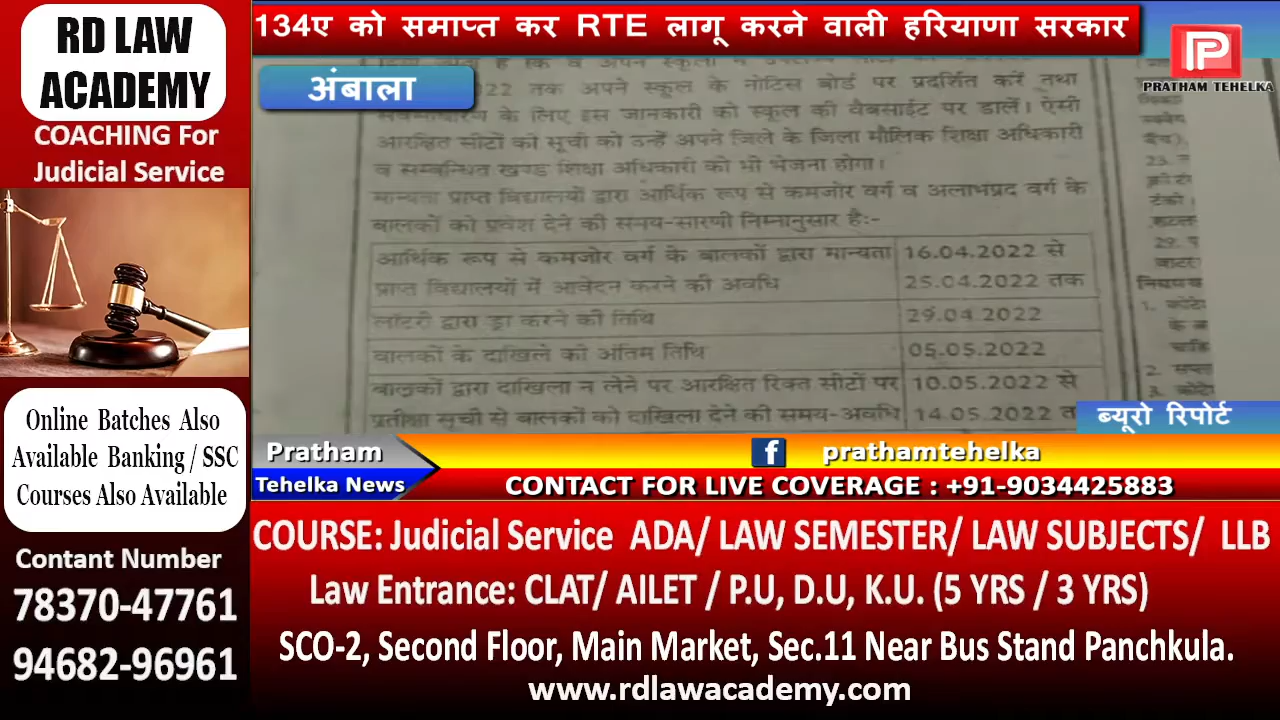 RD LAW
ACADEMY
COACHING For
Judicial Service
Online Batches Also
Available Banking / SSC
Courses Also Available
Contant Number
78370-47761
94682-96961
134ए को समाप्त कर RTE लागू करने वाली हरियाणा सरकार
PRATHAM TEHELKA
अंबाला
तक अपने स्कूल के नोटिस बोर्ड पर प्रदर्शित करें तथा
के लिए इस जानकारी को स्कूल की वैबसाईट पर डालें। ऐसी
आरक्षित सीटों की सूची को उन्हें अपने जिले के जिला मौलिक शिक्षा अधिकारी
व सम्बन्धित खण्ड शिक्षा अधिकारी को भी भेजना होगा।
मान्यता प्राप्त विद्यालयों द्वारा आर्थिक रूप से कमजोर वर्ग व अलाभप्रद वर्ग के
बालकों को प्रवेश देने की समय-सारणी निम्नानुसार है:-
आर्थिक रूप से कमजोर वर्ग के बालकों द्वारा मान्यता 16.04.2022 से
प्राप्त विद्यालयों में आवेदन करने की अवधि 25.04.2022 तक
लॉटरी द्वारा ड्रा करने की तिथि 29.04.2022
बालकों के दाखिले की अंतिम तिथि 05.05.2022
बालकों द्वारा दाखिला न लेने पर आरक्षित रिक्त सीटों पर 10.05.2022 से
प्रतीक्षा सूची से बालकों को दाखिला देने की समय-अवधि 14.05.2022
ब्यूरो रिपोर्ट
Pratham
Tehelka News
f prathamtehelka
CONTACT FOR LIVE COVERAGE : +91-9034425883
COURSE: Judicial Service ADA/ LAW SEMESTER/ LAW SUBJECTS/ LLB
Law Entrance: CLAT/ AILET / P.U, D.U, K.U. (5 YRS / 3 YRS)
SCO-2, Second Floor, Main Market, Sec.11 Near Bus Stand Panchkula.
www.rdlawacademy.com